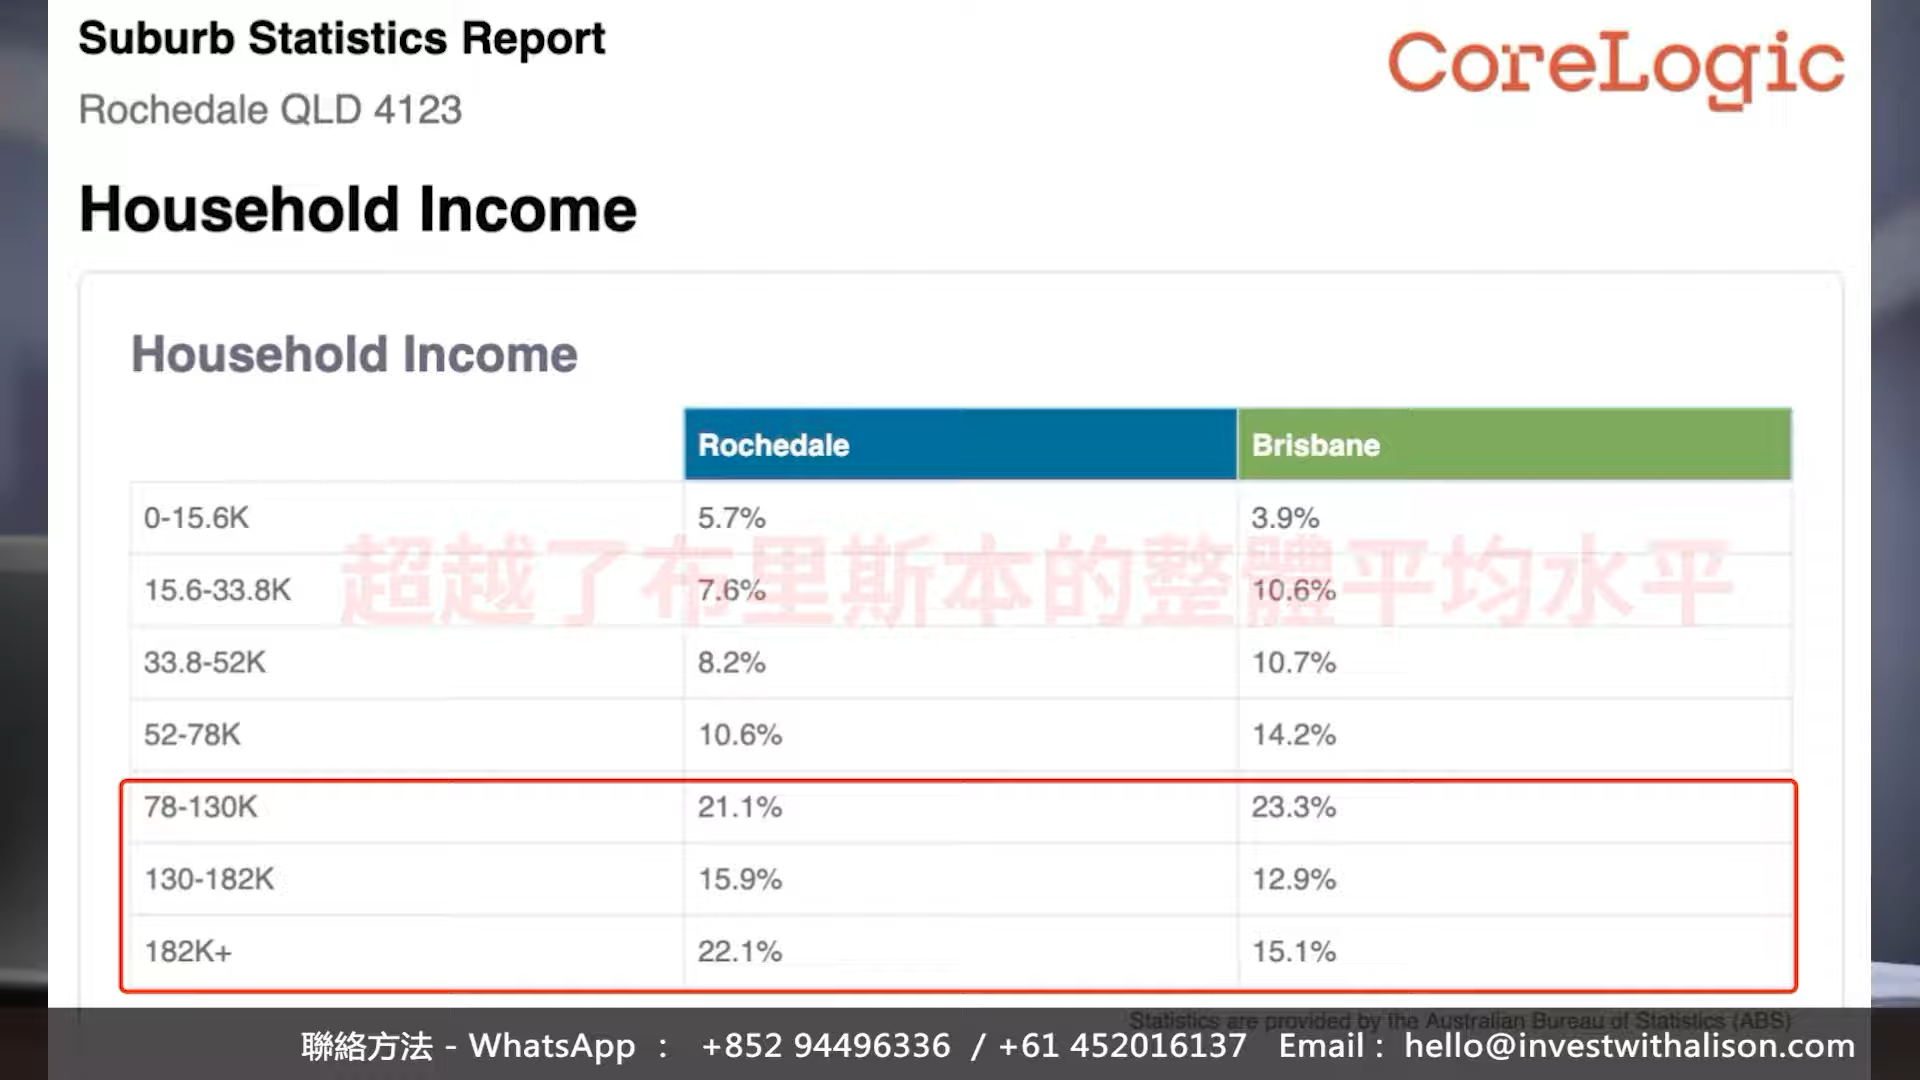 Suburb Statistics Report
CoreLogic
Rochedale QLD 4123
Household Income
Household Income
Rochedale Brisbane
0-15.6K 5.7% 3.9%
超越了布里斯本的整體平均水平
15.6-33.8K 7.6% 10.6%
33.8-52K 8.2% 10.7%
52-78K 10.6% 14.2%
78-130K 21.1% 23.3%
130-182K 15.9% 12.9%
182K+ 22.1% 15.1%
Statistics are provided by the Australian Bureau of Statistics (ABS)
聯絡方法 - WhatsApp : +852 94496336 / +61 452016137 Email : hello@investwithalison.com